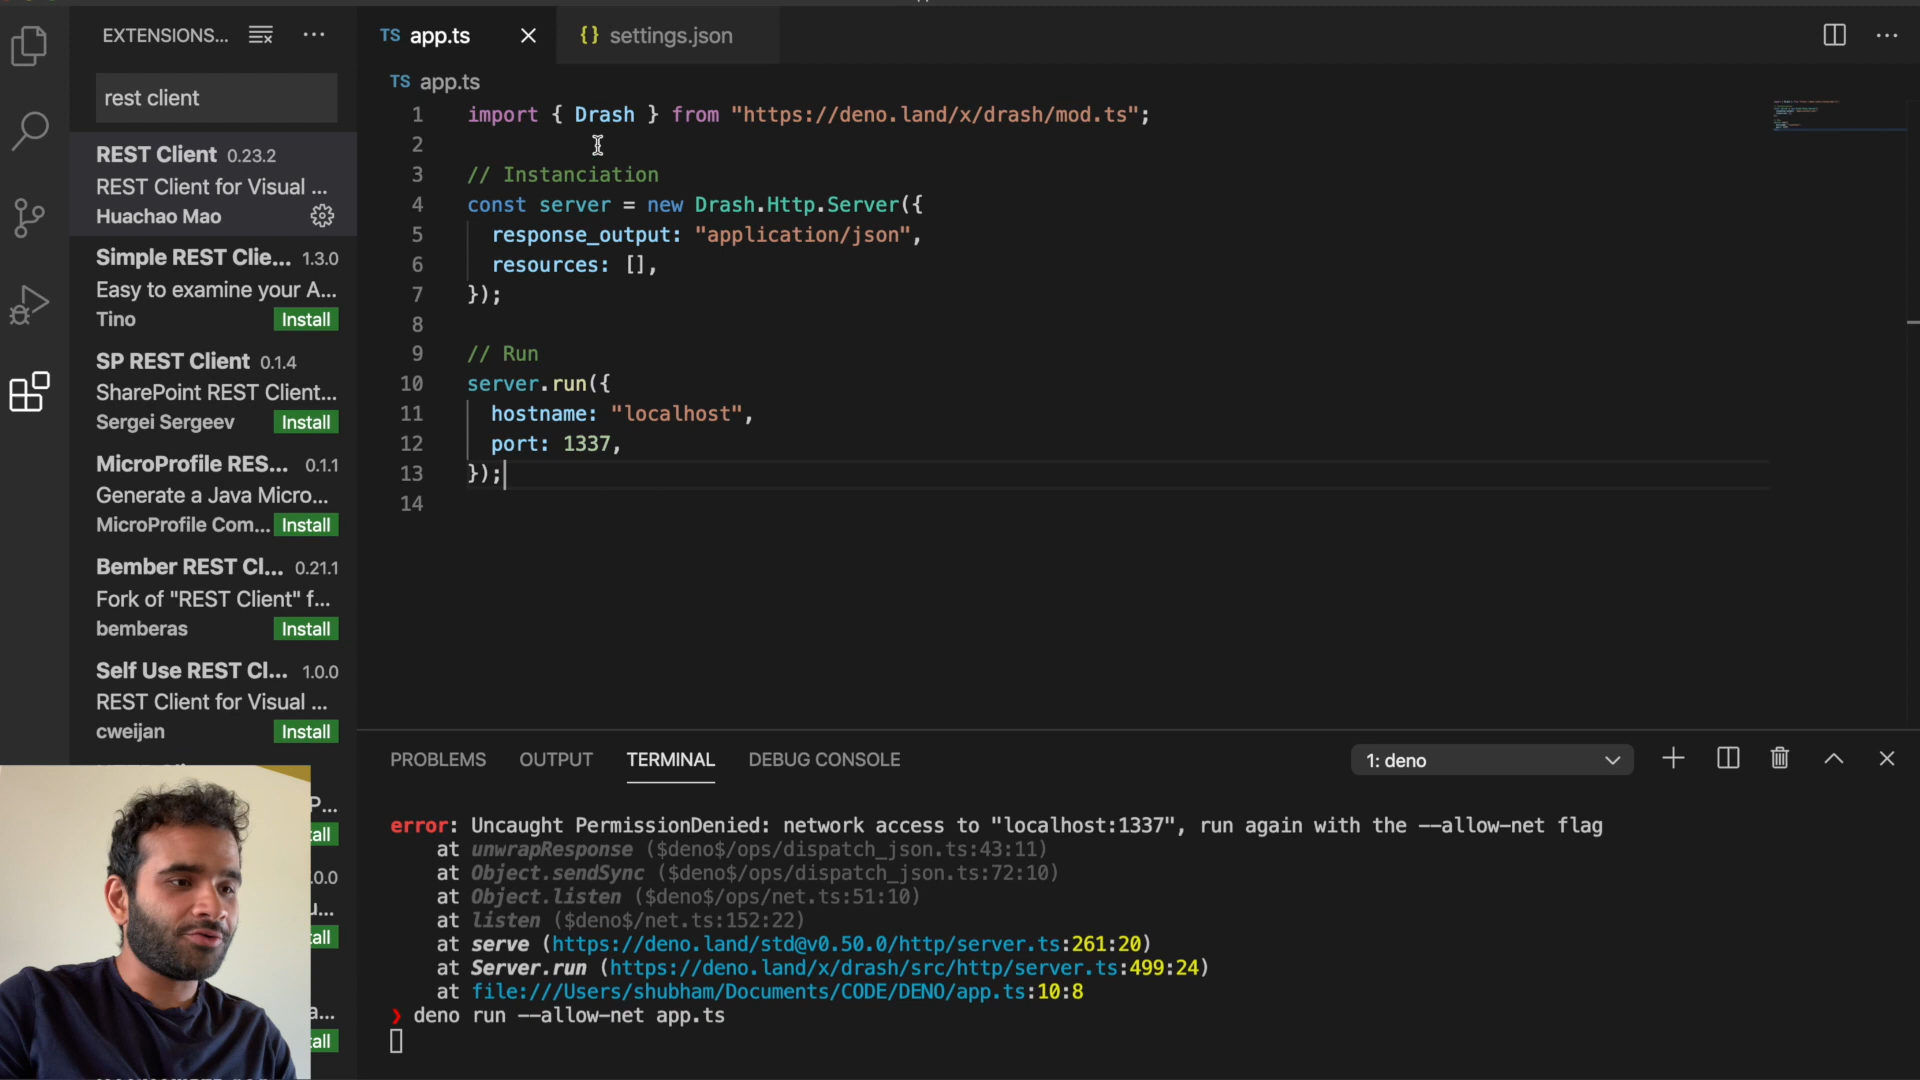 EXTENSIONS...
rest client
REST Client 0.23.2
REST Client for Visual ...
Huachao Mao
Simple REST Clie... 1.3.0
Easy to examine your A...
Tino Install
SP REST Client 0.1.4
SharePoint REST Client...
Sergei Sergeev Install
MicroProfile RES... 0.1.1
Generate a Java Micro...
MicroProfile Com... Install
Bember REST Cl... 0.21.1
Fork of "REST Client" f...
bemberas Install
Self Use REST Cl... 1.0.0
REST Client for Visual ...
cweijan Install
TS app.ts
{} settings.json
TS app.ts
1 import { Drash } from "https://deno.land/x/drash/mod.ts";
2
3 // Instanciation
4 const server = new Drash.Http.Server({
5 response_output: "application/json",
6 resources: [],
7 });
8
9 // Run
10 server.run({
11 hostname: "localhost",
12 port: 1337,
13 });
14
PROBLEMS OUTPUT TERMINAL DEBUG CONSOLE 1: deno
error: Uncaught PermissionDenied: network access to "localhost:1337", run again with the --allow-net flag
at unwrapResponse ($deno$/ops/dispatch_json.ts:43:11)
at Object.sendSync ($deno$/ops/dispatch_json.ts:72:10)
at Object.listen ($deno$/ops/net.ts:51:10)
at listen ($deno$/net.ts:152:22)
at serve (https://deno.land/std@v0.50.0/http/server.ts:261:20)
at Server.run (https://deno.land/x/drash/src/http/server.ts:499:24)
at file:///Users/shubham/Documents/CODE/DENO/app.ts:10:8
❯ deno run --allow-net app.ts